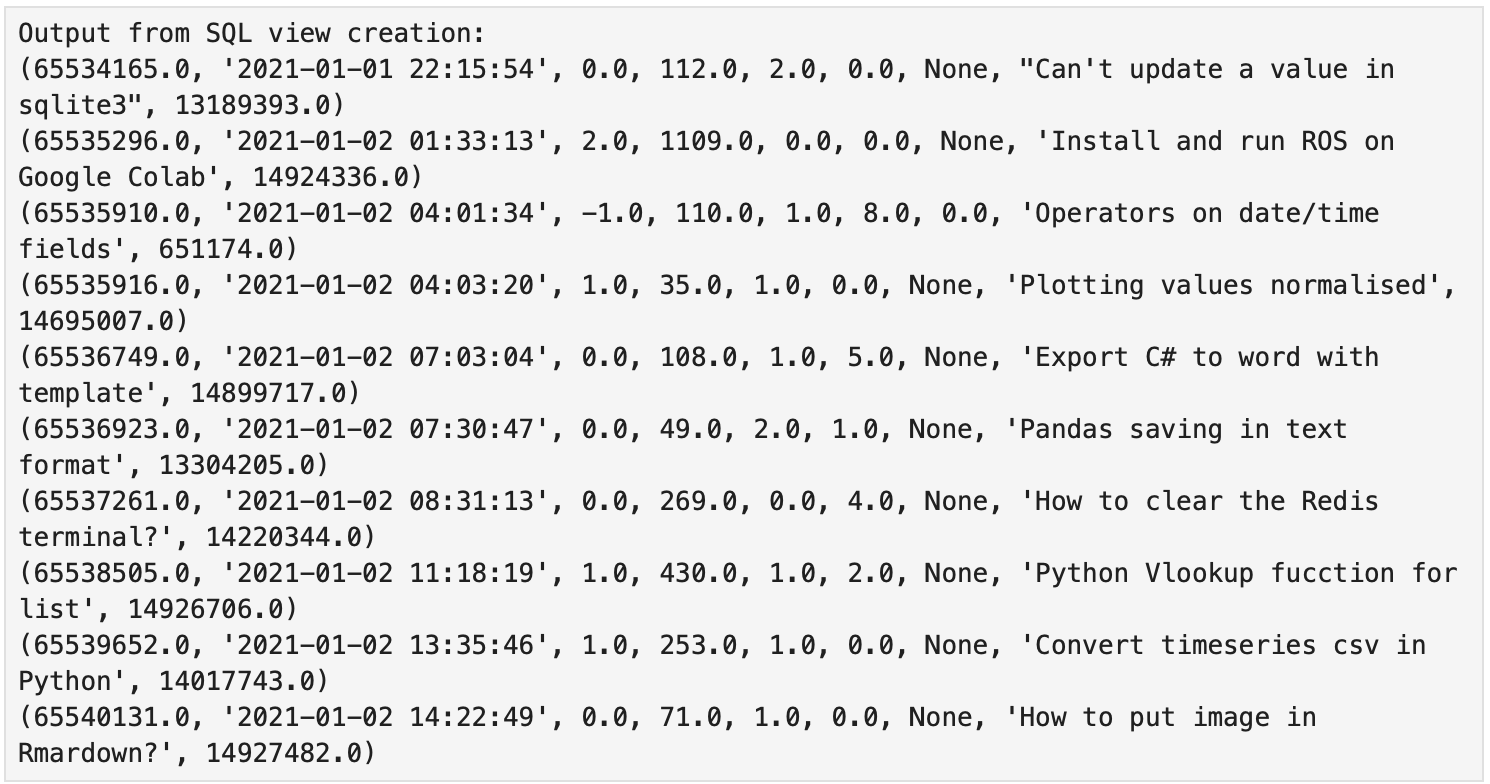 Output from SQL view creation:
(65534165.0, '2021-01-01 22:15:54', 0.0, 112.0, 2.0, 0.0, None, "Can't update a value in
sqlite3", 13189393.0)
(65535296.0, '2021-01-02 01:33:13', 2.0, 1109.0, 0.0, 0.0, None, 'Install and run ROS on
Google Colab', 14924336.0)
(65535910.0, '2021-01-02 04:01:34', -1.0, 110.0, 1.0, 8.0, 0.0, 'Operators on date/time
fields', 651174.0)
(65535916.0, '2021-01-02 04:03:20', 1.0, 35.0, 1.0, 0.0, None, 'Plotting values normalised',
14695007.0)
(65536749.0, '2021-01-02 07:03:04', 0.0, 108.0, 1.0, 5.0, None, 'Export C# to word with
template', 14899717.0)
(65536923.0, '2021-01-02 07:30:47', 0.0, 49.0, 2.0, 1.0, None, 'Pandas saving in text
format', 13304205.0)
(65537261.0, '2021-01-02 08:31:13', 0.0, 269.0, 0.0, 4.0, None, 'How to clear the Redis
terminal?', 14220344.0)
(65538505.0, '2021-01-02 11:18:19', 1.0, 430.0, 1.0, 2.0, None, 'Python Vlookup fucction for
list', 14926706.0)
(65539652.0, '2021-01-02 13:35:46', 1.0, 253.0, 1.0, 0.0, None, 'Convert timeseries csv in
Python', 14017743.0)
(65540131.0, '2021-01-02 14:22:49', 0.0, 71.0, 1.0, 0.0, None, 'How to put image in
Rmardown?', 14927482.0)